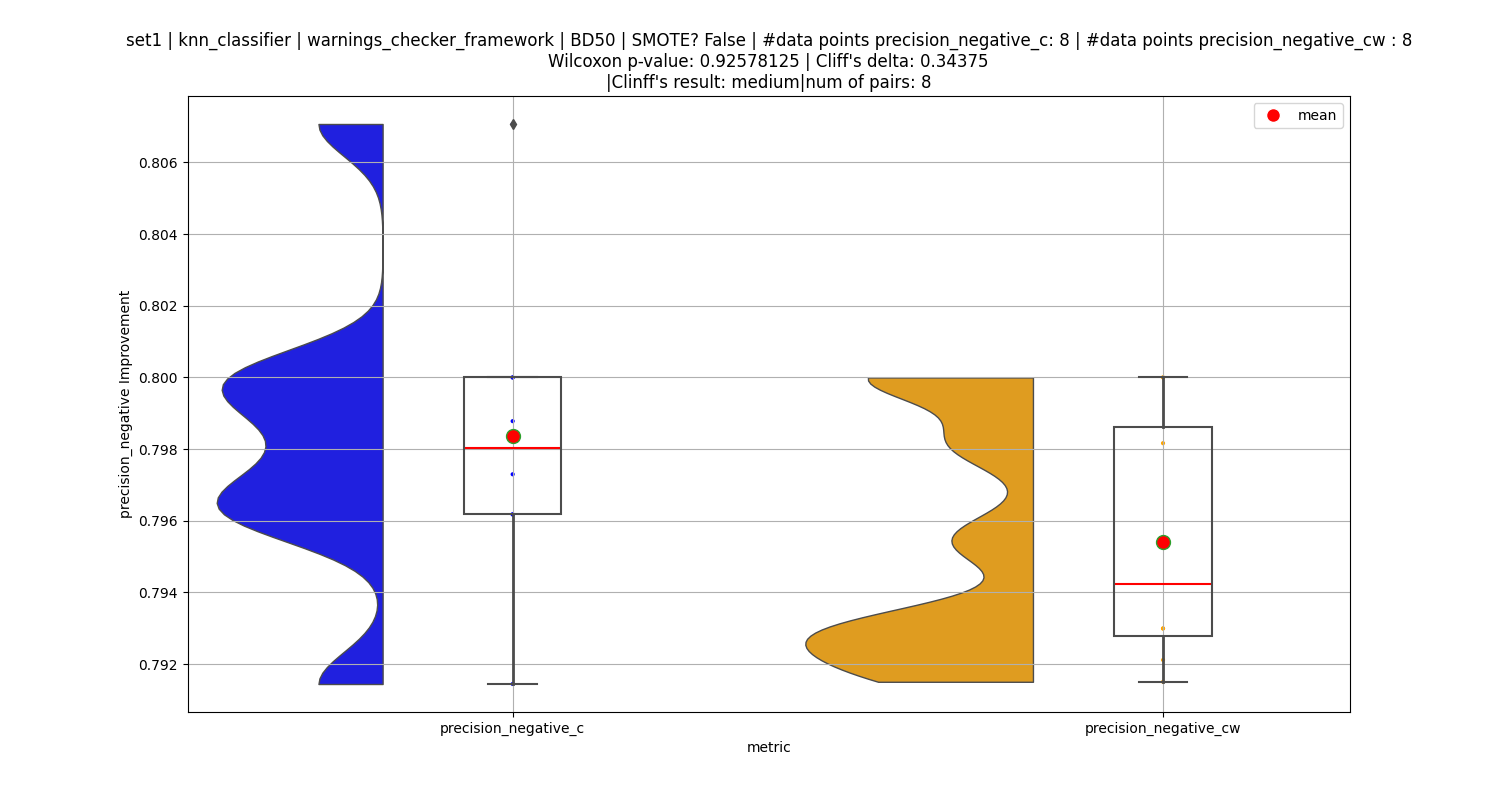 set1 | knn_classifier | warnings_checker_framework | BD50 | SMOTE? False | #data points precision_negative_c: 8 | #data points precision_negative_cw : 8
Wilcoxon p-value: 0.92578125 | Cliff's delta: 0.34375
|Clinff's result: medium|num of pairs: 8
mean
0.806
0.804
0.802
0.800
0.798
0.796
0.794
0.792
precision_negative Improvement
precision_negative_c
precision_negative_cw
metric